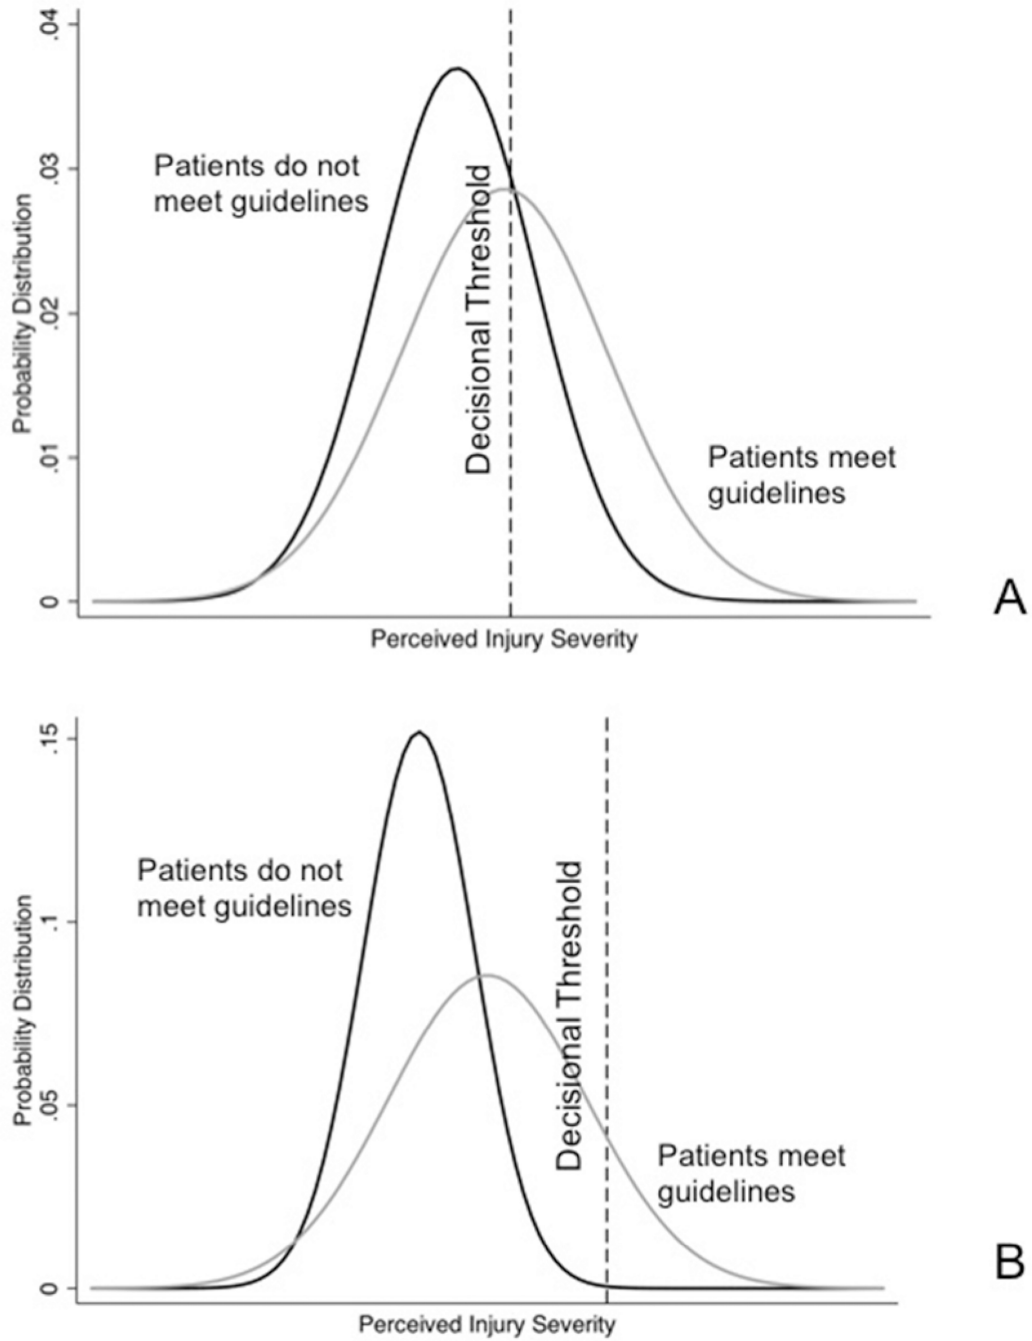 .04
.03
.02
.01
0
Probability Distribution
Patients do not
meet guidelines
Decisional Threshold
Patients meet
guidelines
Perceived Injury Severity
A
.15
.1
.05
0
Probability Distribution
Patients do not
meet guidelines
Decisional Threshold
Patients meet
guidelines
Perceived Injury Severity
B